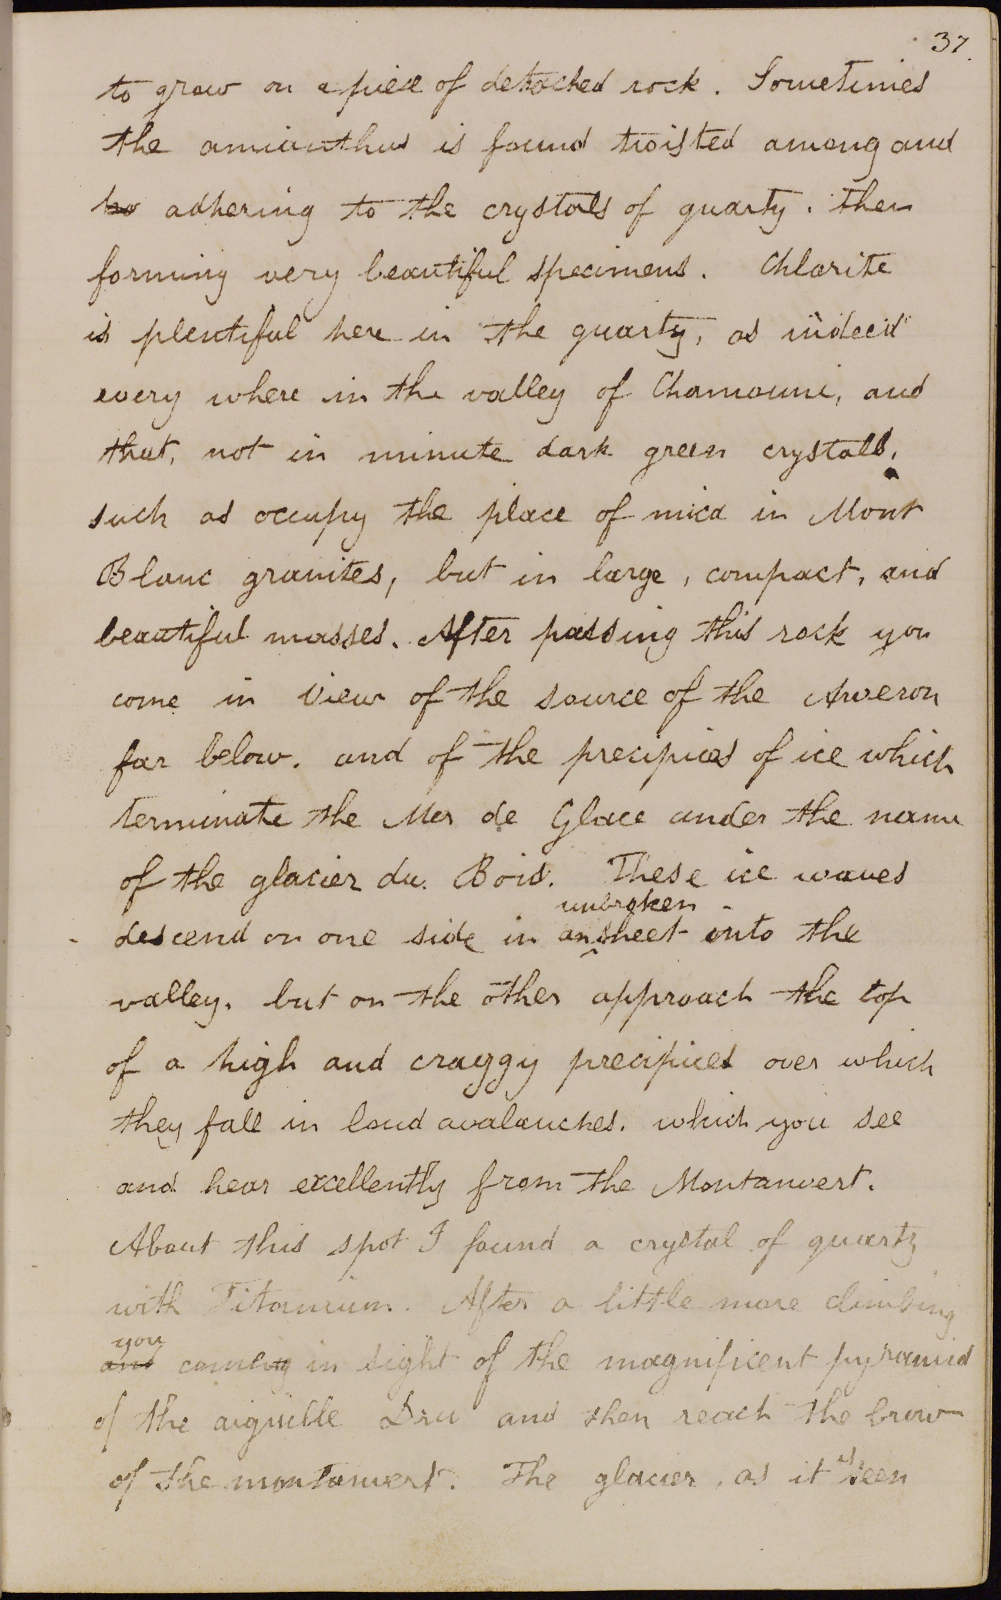 37.
to grow on a piece of detached rock. Sometimes
the amianthus is found twisted among and
adhering to the crystals of quartz. then
forming very beautiful specimens. Chlorite
is plentiful here in the quartz, as indeed
every where in the valley of Chamouni, and
that, not in minute dark green crystals,
such as occupy the place of mica in Mont
Blanc granites, but in large, compact, and
beautiful masses. After passing this rock you
come in view of the source of the Arveron
far below. and of the precipices of ice which
terminate the Mer de Glace under the name
of the glacier du. Bois. These ice waves
unbroken
descend on one side in an sheet onto the
valley. but on the other approach the top
of a high and craggy precipices over which
they fall in loud avalanches. which you see
and hear excellently from the Montanvert.
About this spot I found a crystal of quartz
with Titanium. After a little more climbing
you
and coming in sight of the magnificent pyramid
of the aiguille Dru and then reach the brow
of the montanvert. The glacier, as it is seen